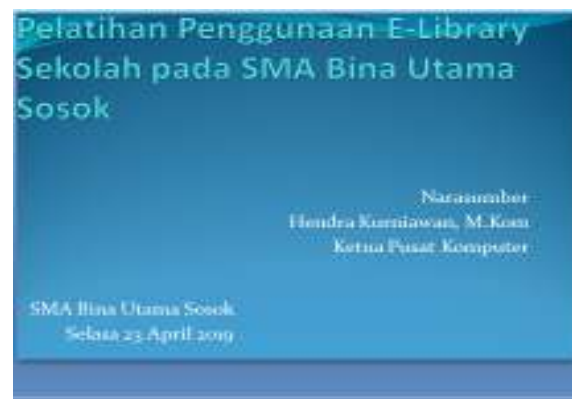 Pelatihan Penggunaan E-Library
Sekolah pada SMA Bina Utama
Sosok
Narasumber
Hendra Kurniawan, M.Kom
Ketua Pusat Komputer
SMA Bina Utama Sosok
Selasa 23 April 2019